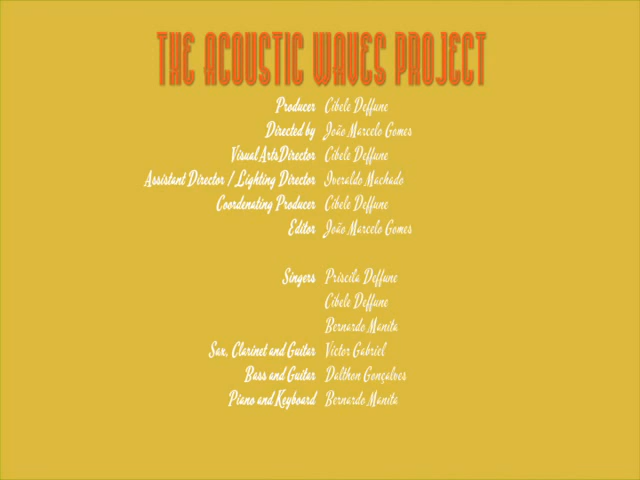 THE ACOUSTIC WAVES PROJECT
Producer Cibele Deffune
Directed by João Marcelo Gomes
Visual Arts Director Cibele Deffune
Assistant Director / Lighting Director Iveraldo Machado
Coordenating Producer Cibele Deffune
Editor João Marcelo Gomes
Singers Priscila Deffune
Cibele Deffune
Bernardo Manita
Sax, Clarinet and Guitar Victor Gabriel
Bass and Guitar Dalthon Gonçalves
Piano and Keyboard Bernardo Manita